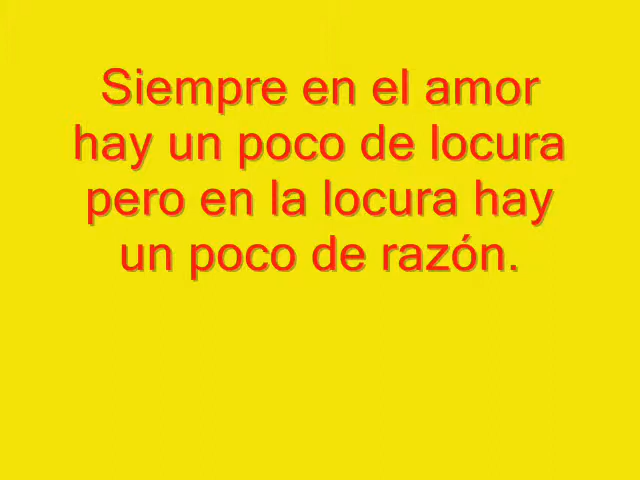 Siempre en el amor
hay un poco de locura
pero en la locura hay
un poco de razón.